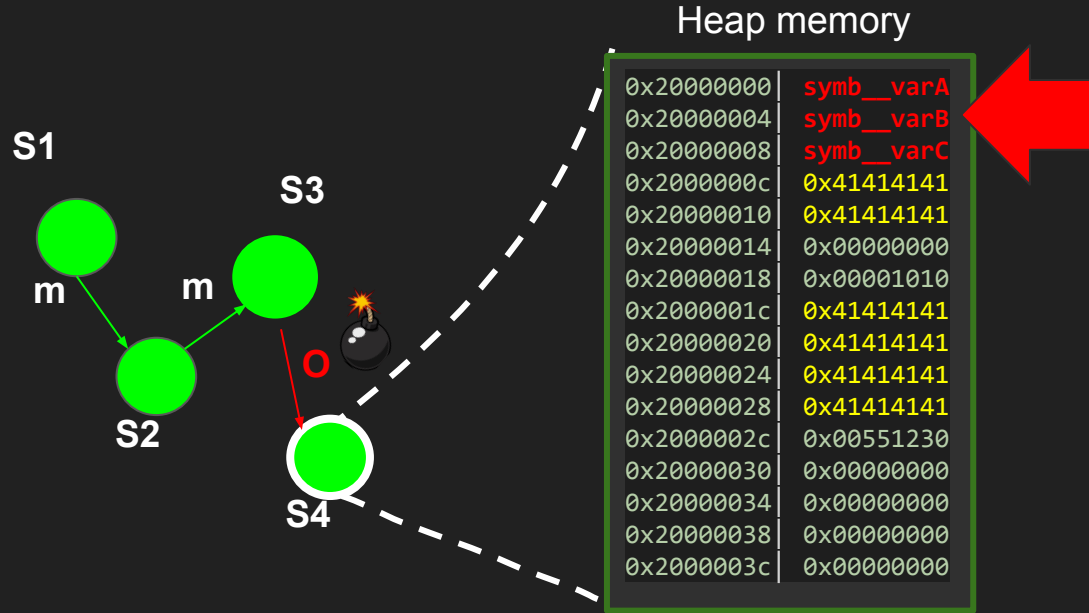 Heap memory
S1
m
S2
m
S3
O
S4
0x20000000| symb__varA
0x20000004| symb__varB
0x20000008| symb__varC
0x2000000c| 0x41414141
0x20000010| 0x41414141
0x20000014| 0x00000000
0x20000018| 0x00001010
0x2000001c| 0x41414141
0x20000020| 0x41414141
0x20000024| 0x41414141
0x20000028| 0x41414141
0x2000002c| 0x00551230
0x20000030| 0x00000000
0x20000034| 0x00000000
0x20000038| 0x00000000
0x2000003c| 0x00000000